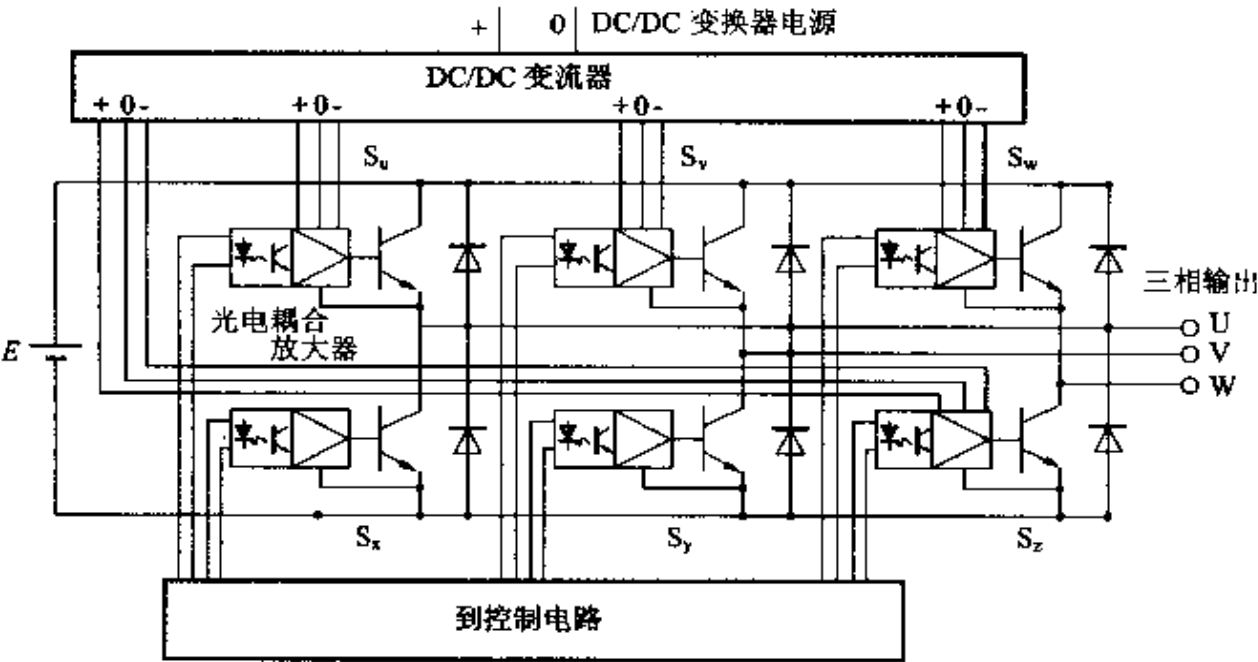 + 0 DC/DC 变换器电源
DC/DC 变流器
+ 0 - + 0 - + 0 - + 0 -
Su Sv Sw
三相输出
光电耦合
放大器
U
E
V
W
Sx Sy Sz
到控制电路